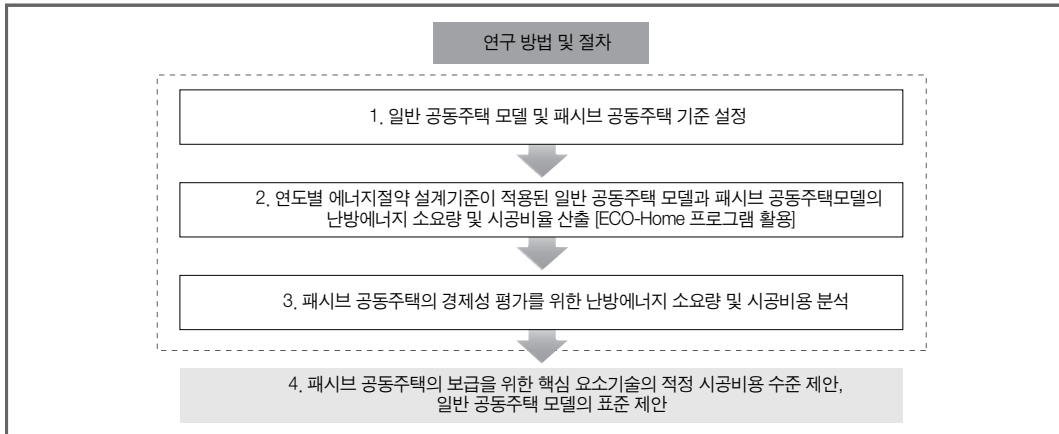 연구 방법 및 절차
1. 일반 공동주택 모델 및 패시브 공동주택 기준 설정
2. 연도별 에너지절약 설계기준이 적용된 일반 공동주택 모델과 패시브 공동주택모델의
난방에너지 소요량 및 시공비율 산출 [ECO-Home 프로그램 활용]
3. 패시브 공동주택의 경제성 평가를 위한 난방에너지 소요량 및 시공비용 분석
4. 패시브 공동주택의 보급을 위한 핵심 요소기술의 적정 시공비용 수준 제안,
일반 공동주택 모델의 표준 제안